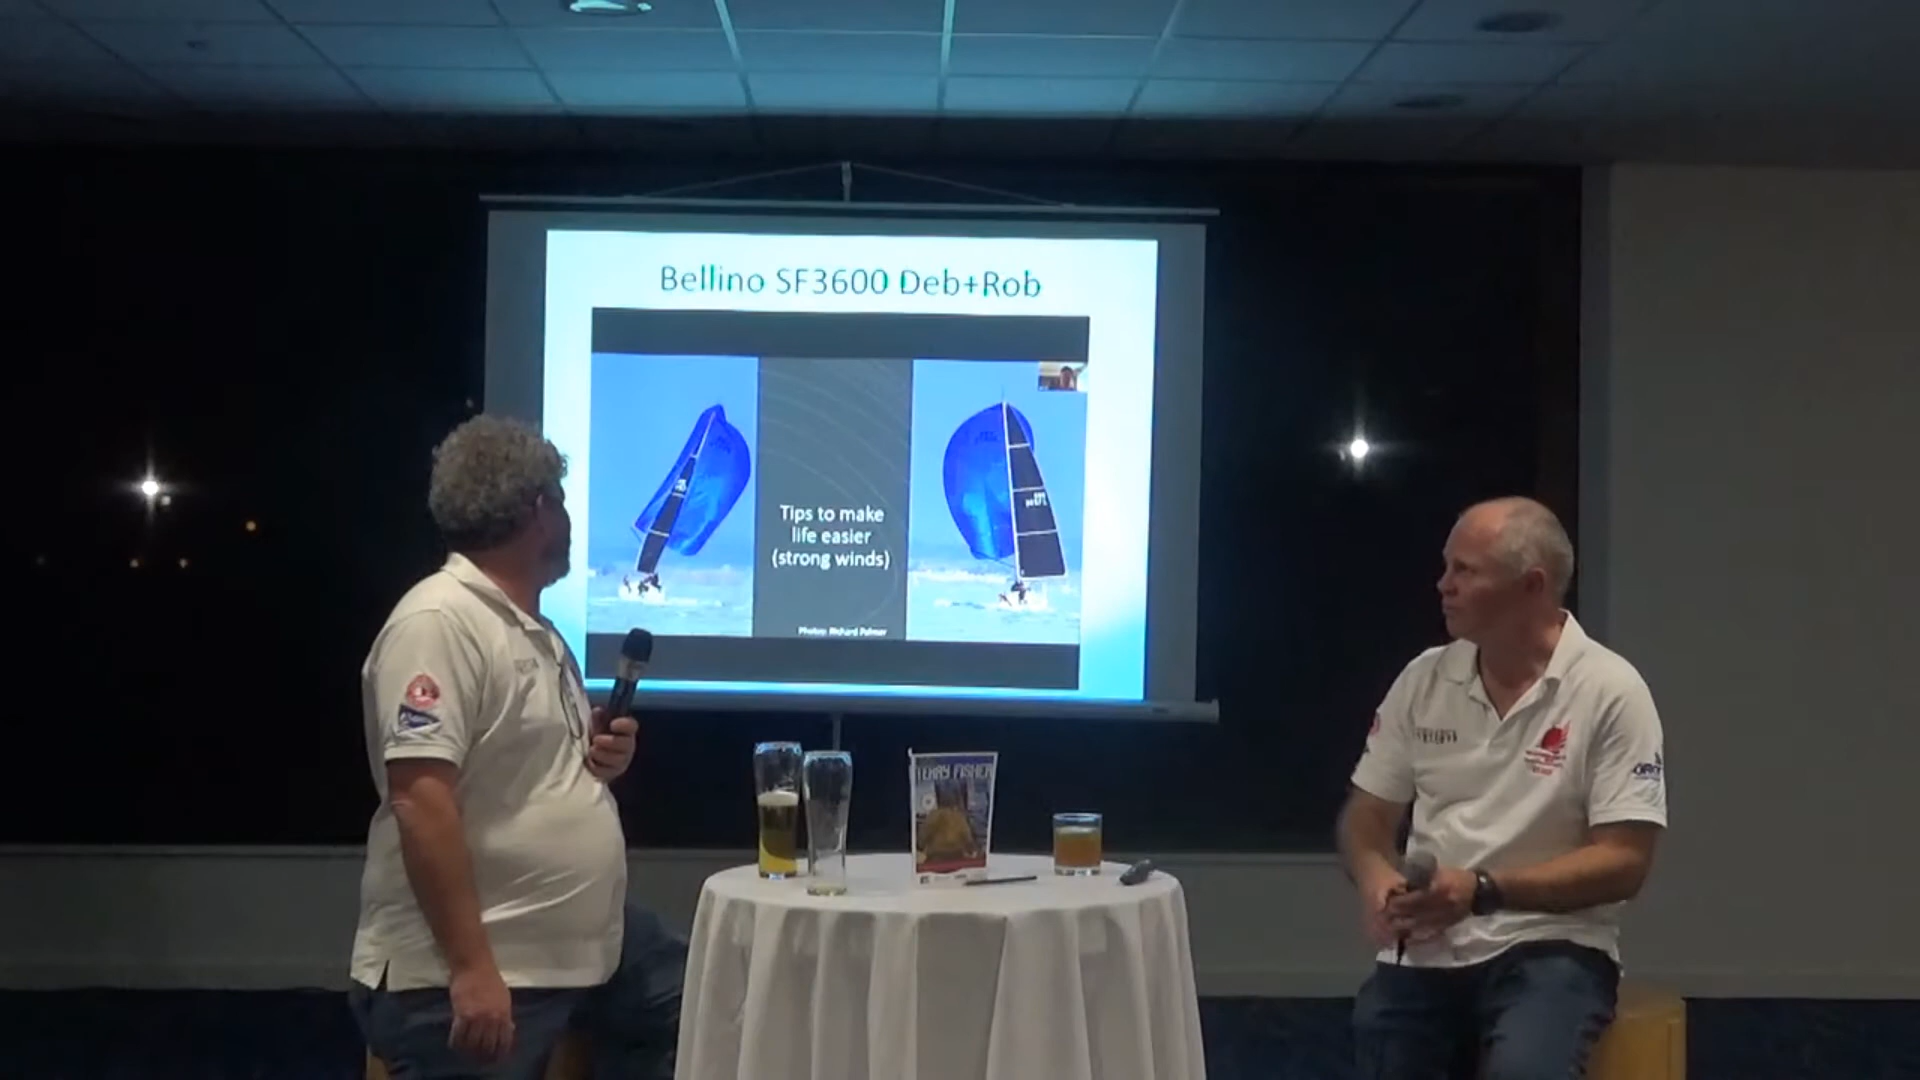 Bellino SF3600 Deb+Rob
Tips to make
life easier
(strong winds)
Photos: Richard Palmer
TERRY FISHER